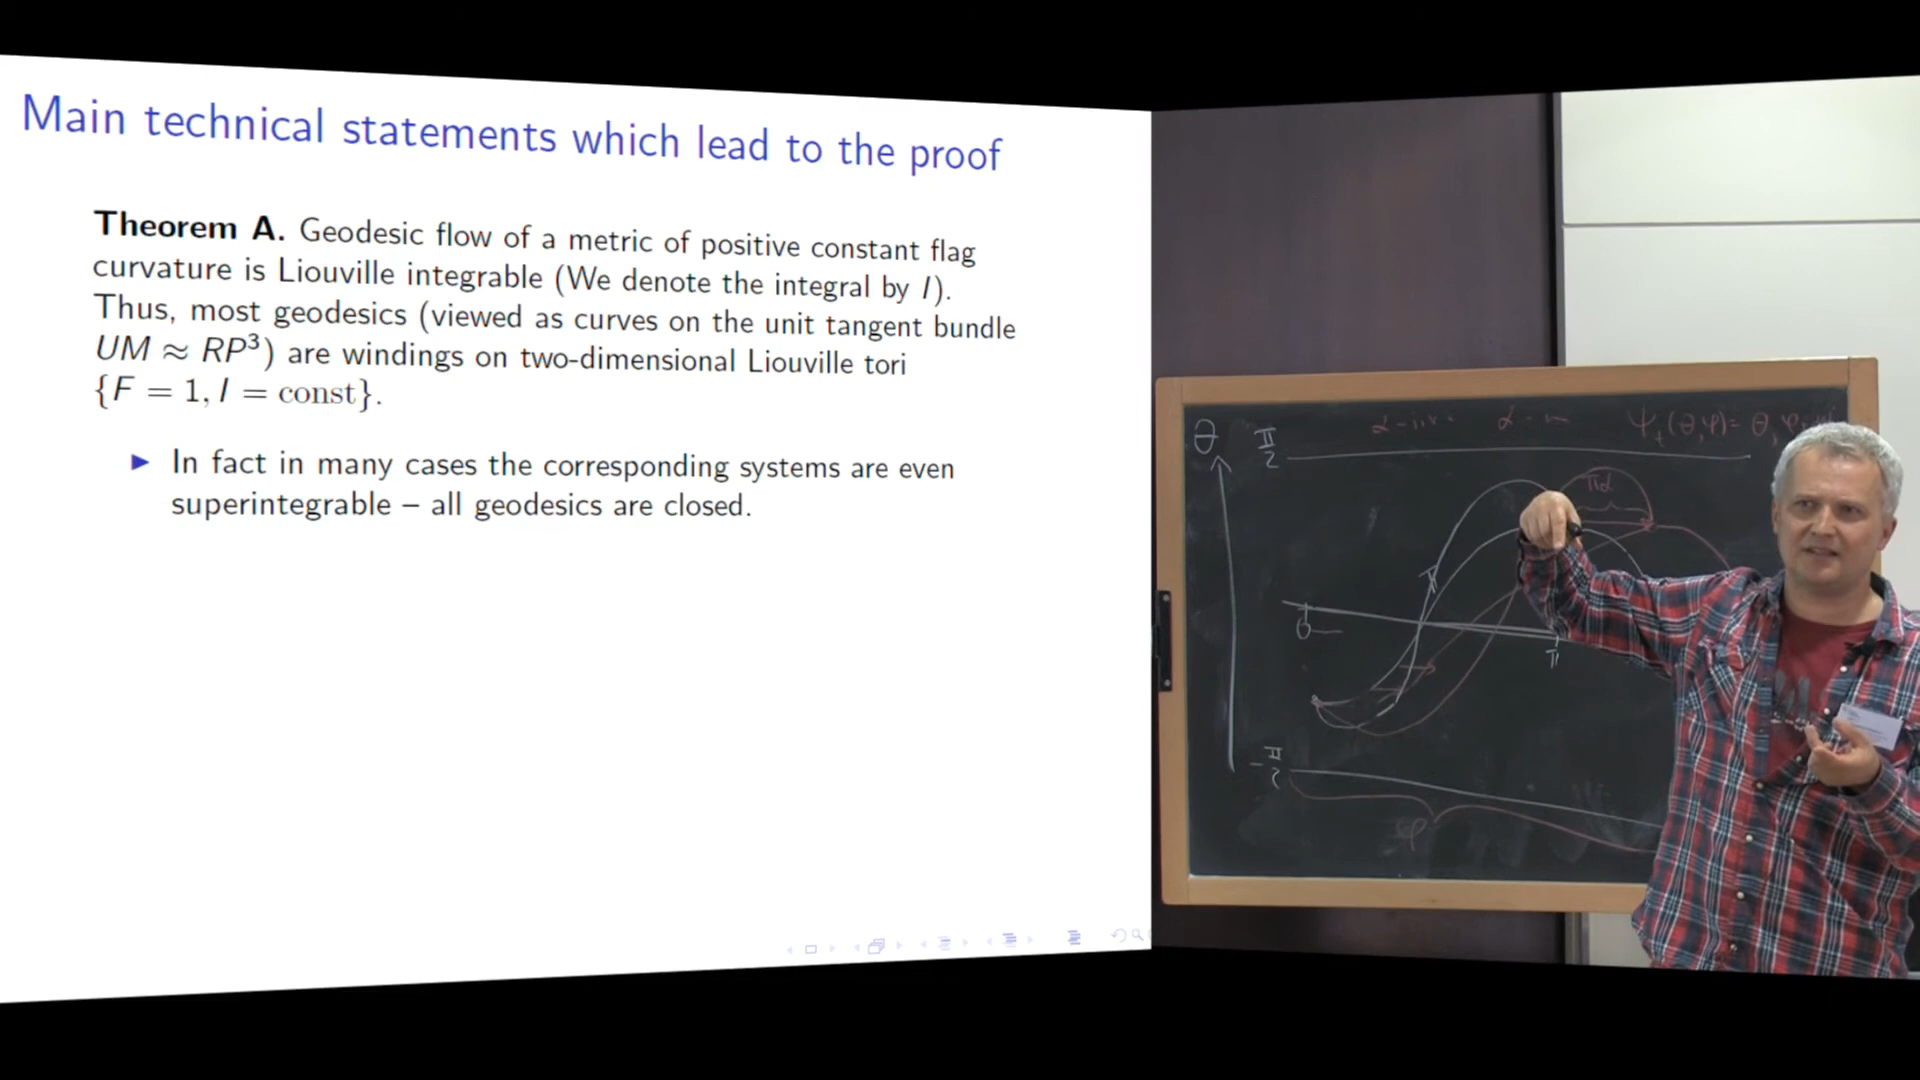 Main technical statements which lead to the proof
Theorem A. Geodesic flow of a metric of positive constant flag
curvature is Liouville integrable (We denote the integral by I).
Thus, most geodesics (viewed as curves on the unit tangent bundle
UM ≈ RP³) are windings on two-dimensional Liouville tori
{F = 1, I = const}.
▶ In fact in many cases the corresponding systems are even
superintegrable – all geodesics are closed.
θ
π/2
πα
π
0
π
-π/2